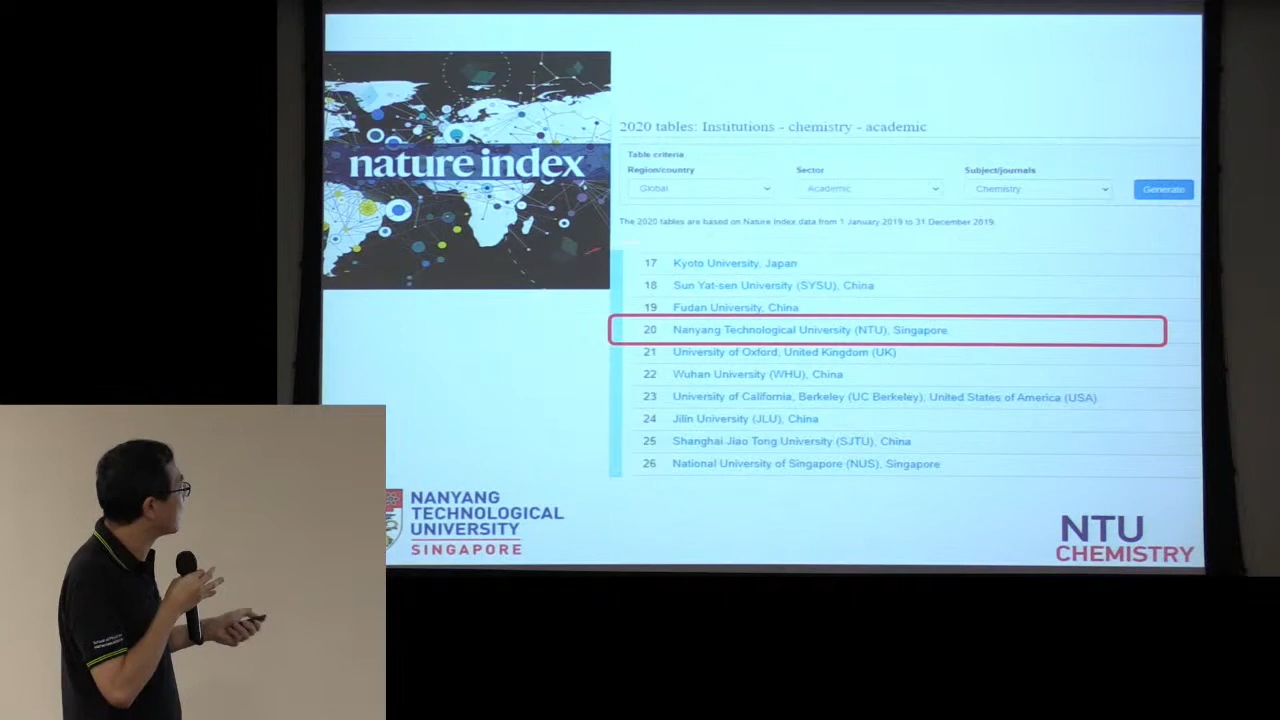 nature index
2020 tables: Institutions - chemistry - academic
Table criteria
Region/country Sector Subject/journals
Global Academic Chemistry Generate
The 2020 tables are based on Nature Index data from 1 January 2019 to 31 December 2019.
17 Kyoto University, Japan
18 Sun Yat-sen University (SYSU), China
19 Fudan University, China
20 Nanyang Technological University (NTU), Singapore
21 University of Oxford, United Kingdom (UK)
22 Wuhan University (WHU), China
23 University of California, Berkeley (UC Berkeley), United States of America (USA)
24 Jilin University (JLU), China
25 Shanghai Jiao Tong University (SJTU), China
26 National University of Singapore (NUS), Singapore
NANYANG
TECHNOLOGICAL
UNIVERSITY
SINGAPORE
NTU
CHEMISTRY